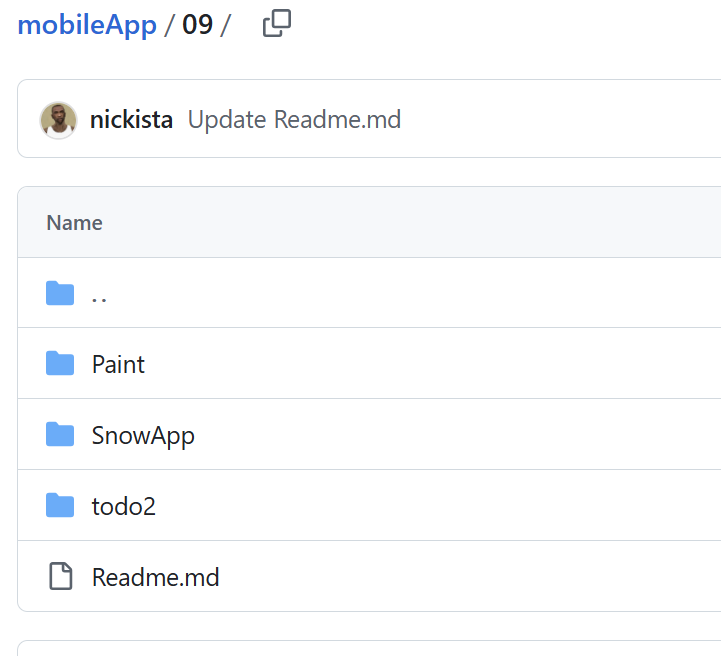 mobileApp / 09 /
nickista Update Readme.md
Name
..
Paint
SnowApp
todo2
Readme.md